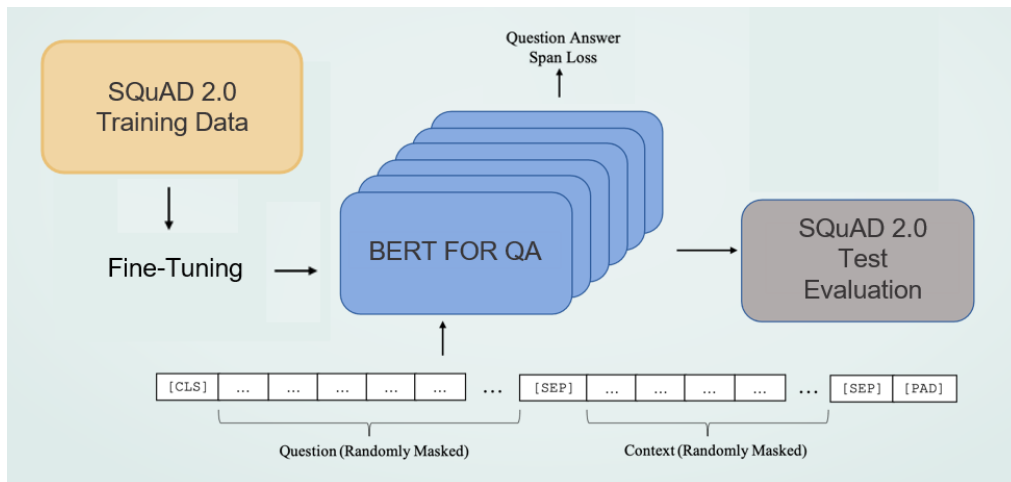 Question Answer
Span Loss
SQuAD 2.0
Training Data
Fine-Tuning
BERT FOR QA
SQuAD 2.0
Test
Evaluation
[CLS] ... ... ... ... ... ... [SEP] ... ... ... ... ... [SEP] [PAD]
Question (Randomly Masked) Context (Randomly Masked)